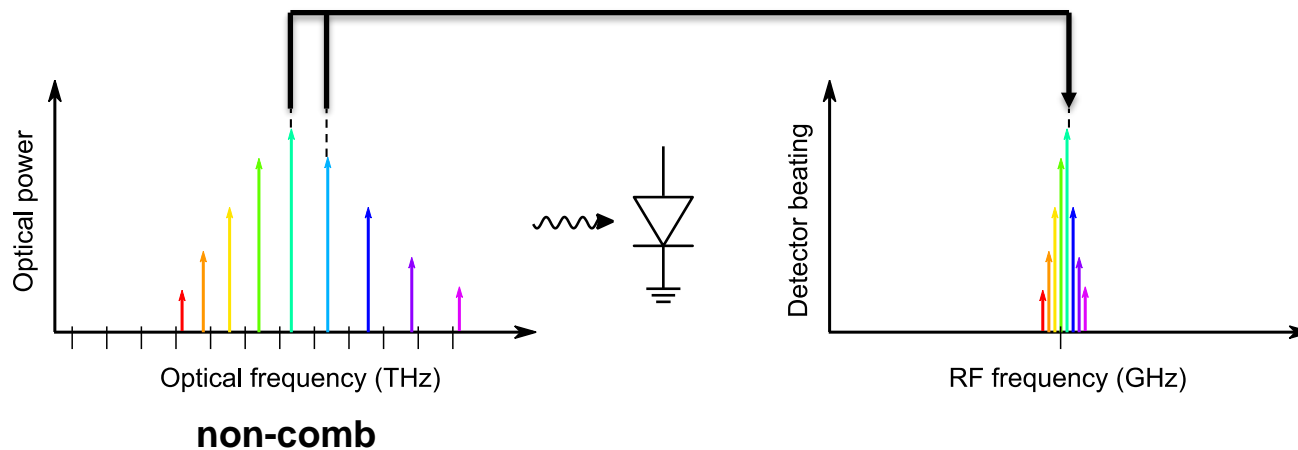 Optical power
Optical frequency (THz)
non-comb
Detector beating
RF frequency (GHz)